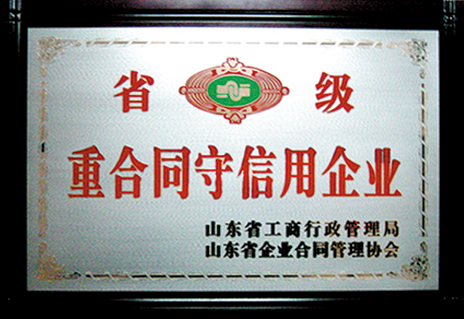 省 级
重合同守信用企业
山东省工商行政管理局
山东省企业合同管理协会